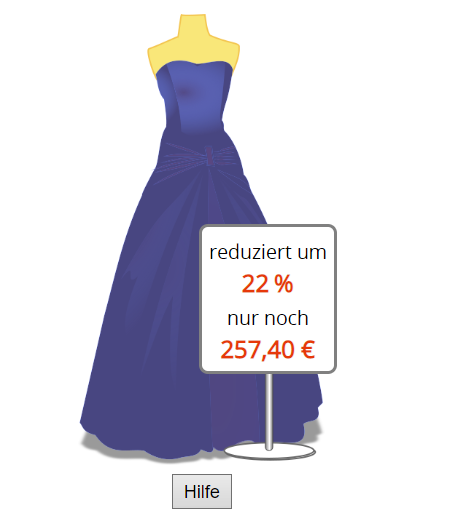 reduziert um
22 %
nur noch
257,40 €
Hilfe